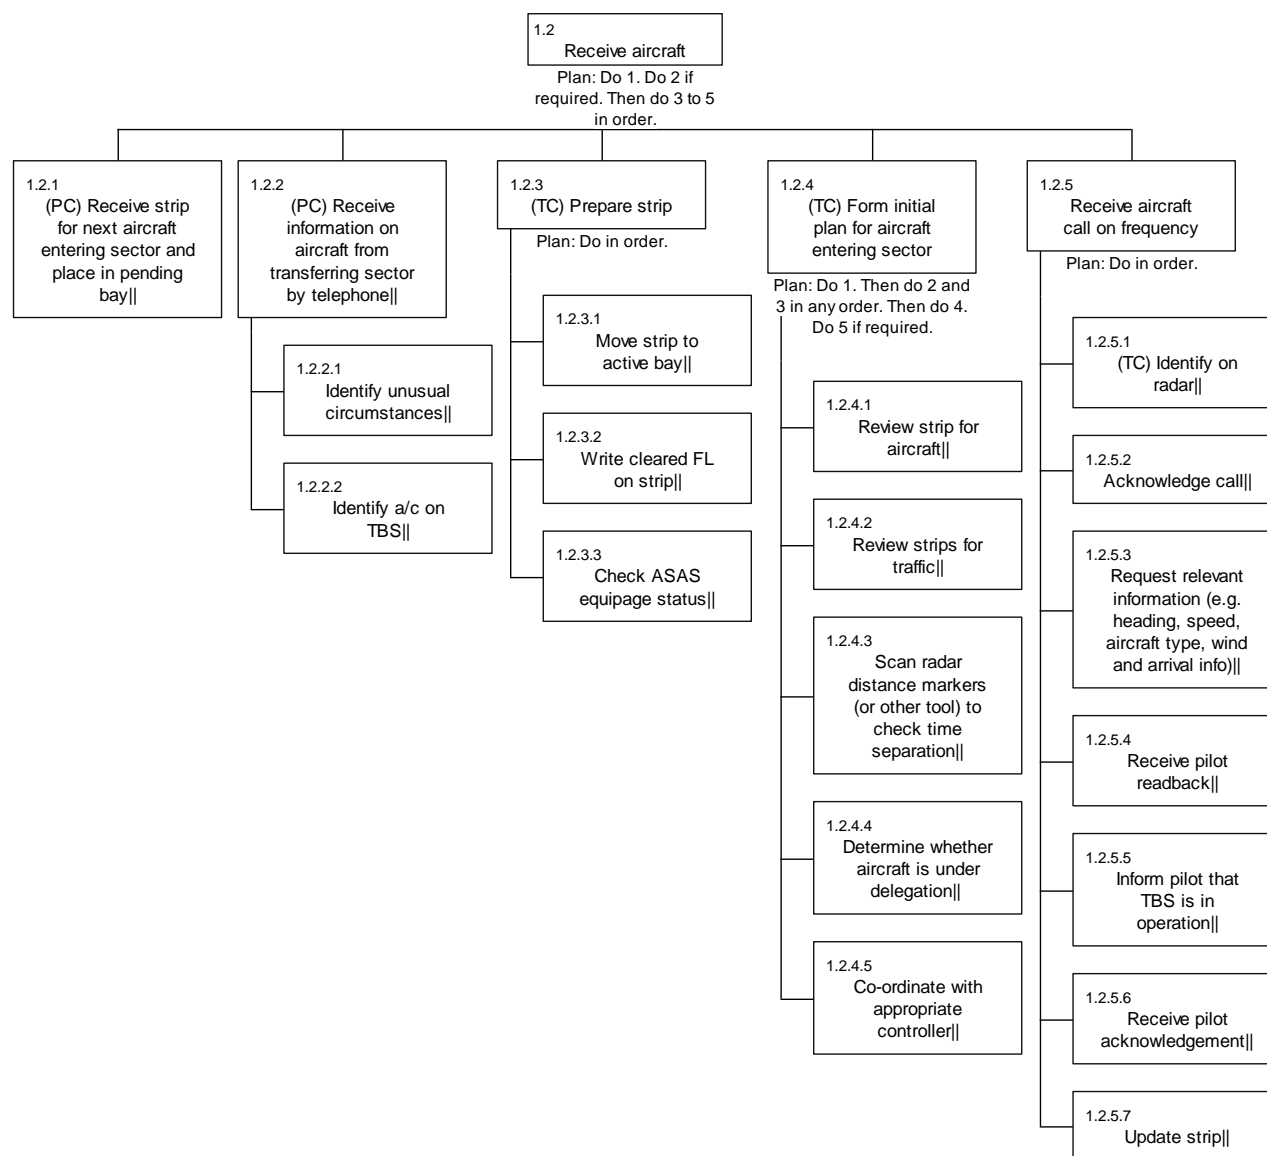 1.2
Receive aircraft
Plan: Do 1. Do 2 if
required. Then do 3 to 5
in order.
1.2.1
(PC) Receive strip
for next aircraft
entering sector and
place in pending
bay||
1.2.2
(PC) Receive
information on
aircraft from
transferring sector
by telephone||
1.2.2.1
Identify unusual
circumstances||
1.2.2.2
Identify a/c on
TBS||
1.2.3
(TC) Prepare strip
Plan: Do in order.
1.2.3.1
Move strip to
active bay||
1.2.3.2
Write cleared FL
on strip||
1.2.3.3
Check ASAS
equipage status||
1.2.4
(TC) Form initial
plan for aircraft
entering sector
Plan: Do 1. Then do 2 and
3 in any order. Then do 4.
Do 5 if required.
1.2.4.1
Review strip for
aircraft||
1.2.4.2
Review strips for
traffic||
1.2.4.3
Scan radar
distance markers
(or other tool) to
check time
separation||
1.2.4.4
Determine whether
aircraft is under
delegation||
1.2.4.5
Co-ordinate with
appropriate
controller||
1.2.5
Receive aircraft
call on frequency
Plan: Do in order.
1.2.5.1
(TC) Identify on
radar||
1.2.5.2
Acknowledge call||
1.2.5.3
Request relevant
information (e.g.
heading, speed,
aircraft type, wind
and arrival info)||
1.2.5.4
Receive pilot
readback||
1.2.5.5
Inform pilot that
TBS is in
operation||
1.2.5.6
Receive pilot
acknowledgement||
1.2.5.7
Update strip||